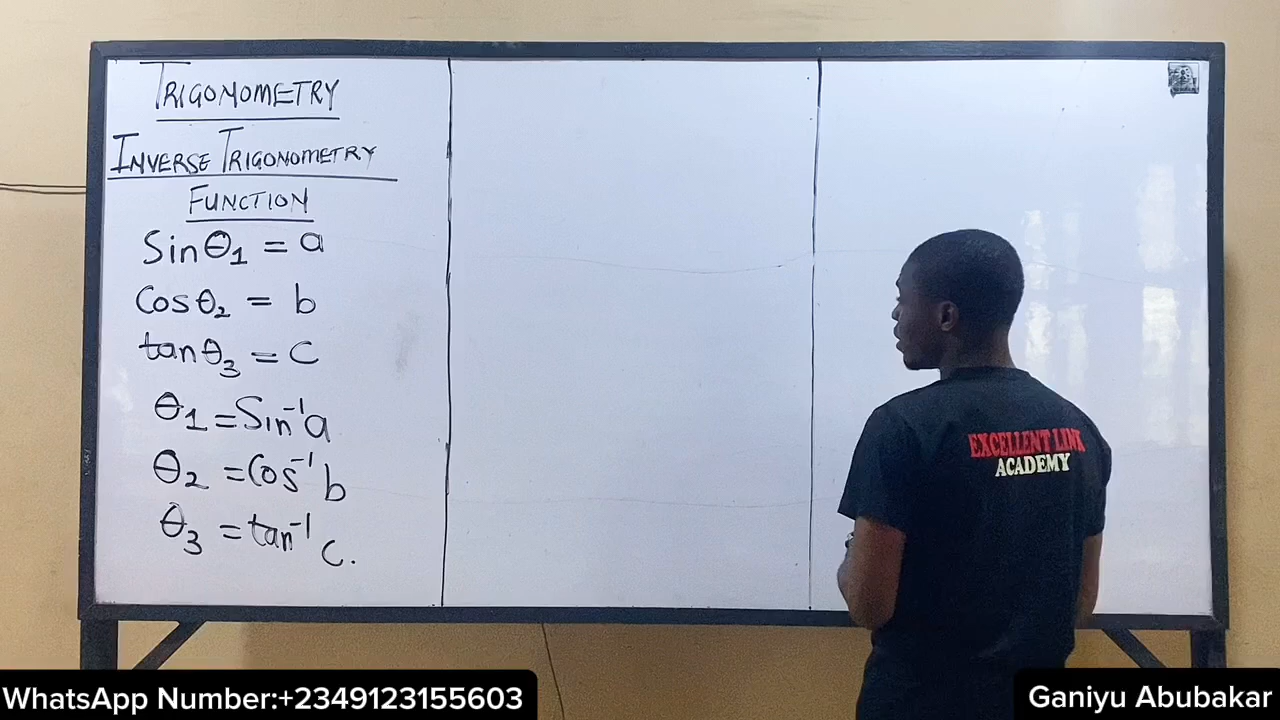 TRIGONOMETRY
INVERSE TRIGONOMETRY
FUNCTION
Sinθ₁ = a
Cosθ₂ = b
tanθ₃ = c
θ₁ = Sin⁻¹a
θ₂ = Cos⁻¹b
θ₃ = tan⁻¹c.
EXCELLENT LINK
ACADEMY
WhatsApp Number:+2349123155603
Ganiyu Abubakar